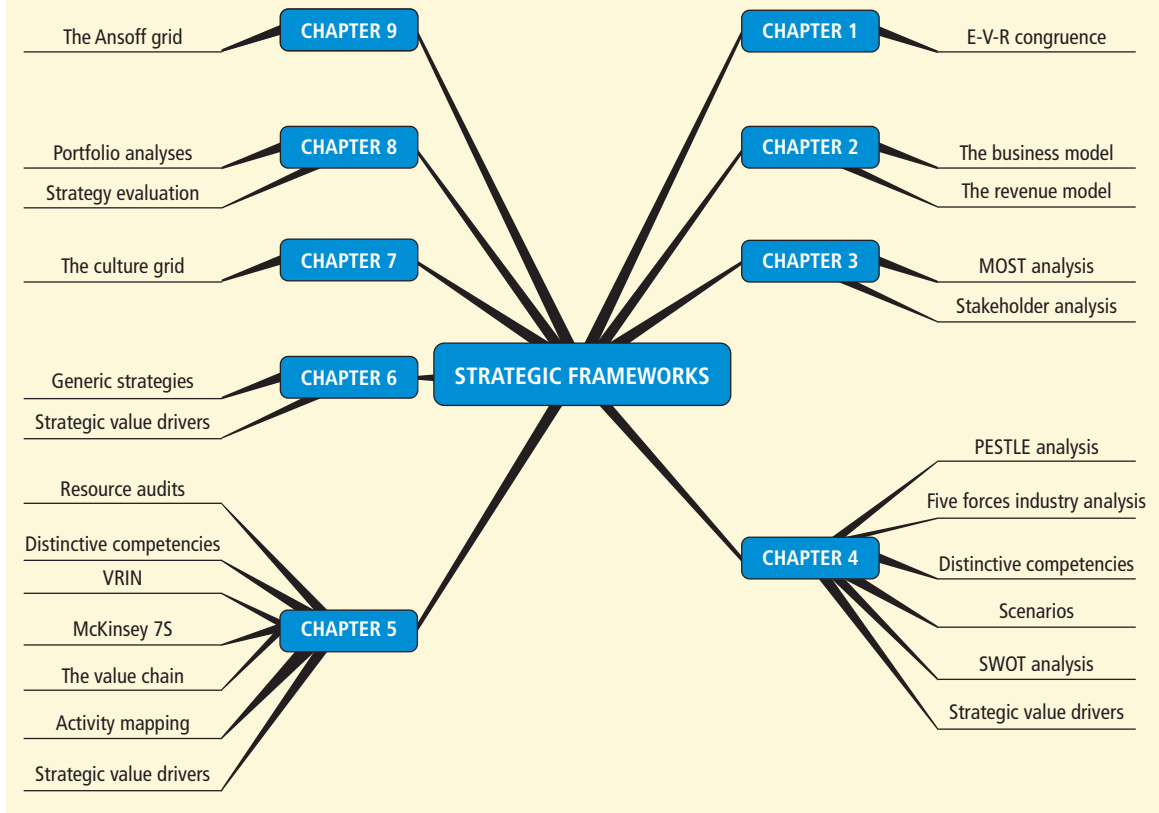 STRATEGIC FRAMEWORKS
CHAPTER 1
E-V-R congruence
CHAPTER 2
The business model
The revenue model
CHAPTER 3
MOST analysis
Stakeholder analysis
CHAPTER 4
PESTLE analysis
Five forces industry analysis
Distinctive competencies
Scenarios
SWOT analysis
Strategic value drivers
CHAPTER 5
Resource audits
Distinctive competencies
VRIN
McKinsey 7S
The value chain
Activity mapping
Strategic value drivers
CHAPTER 6
Generic strategies
Strategic value drivers
CHAPTER 7
The culture grid
CHAPTER 8
Portfolio analyses
Strategy evaluation
CHAPTER 9
The Ansoff grid